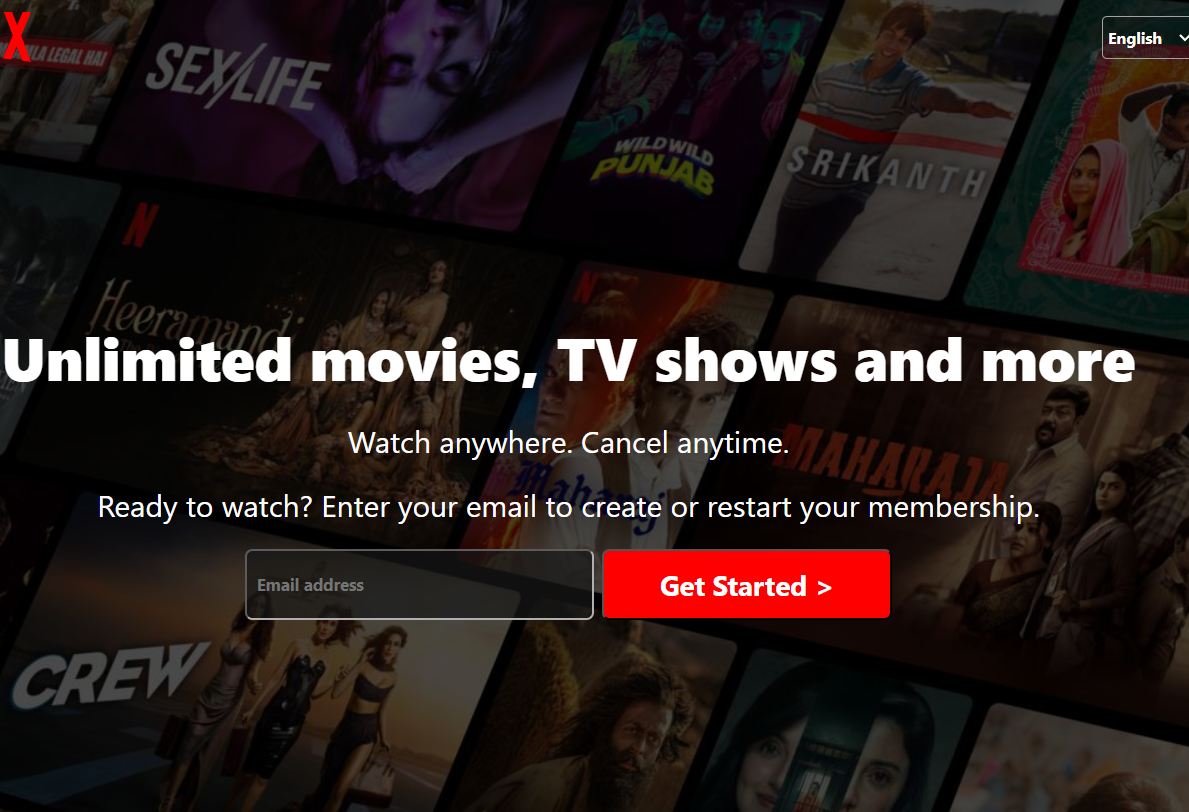 X
LA LEGAL HAI
English
SEX/LIFE
WILD WILD
PUNJAB
SRIKANTH
N
Heeramandi
N
Unlimited movies, TV shows and more
Watch anywhere. Cancel anytime.
MAHARAJA
Maharaj
Ready to watch? Enter your email to create or restart your membership.
Email address
Get Started >
CREW